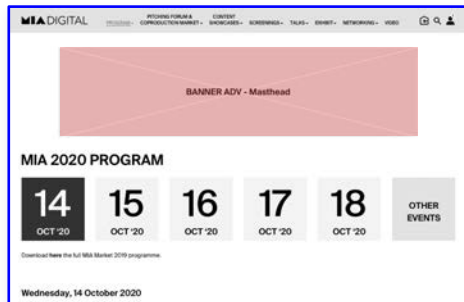 MIA DIGITAL
PROGRAM
PITCHING FORUM & COPRODUCTION MARKET
CONTENT SHOWCASES
SCREENINGS
TALKS
EXHIBIT
NETWORKING
VIDEO
BANNER ADV - Masthead
MIA 2020 PROGRAM
14
OCT '20
15
OCT '20
16
OCT '20
17
OCT '20
18
OCT '20
OTHER
EVENTS
Download here the full MIA Market 2019 programme.
Wednesday, 14 October 2020